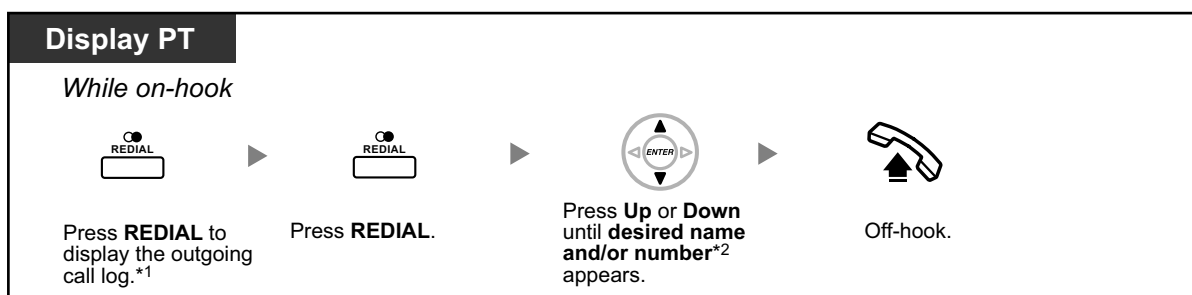 Display PT
While on-hook
REDIAL
REDIAL
ENTER
Press REDIAL to
display the outgoing
call log.*1
Press REDIAL.
Press Up or Down
until desired name
and/or number*2
appears.
Off-hook.